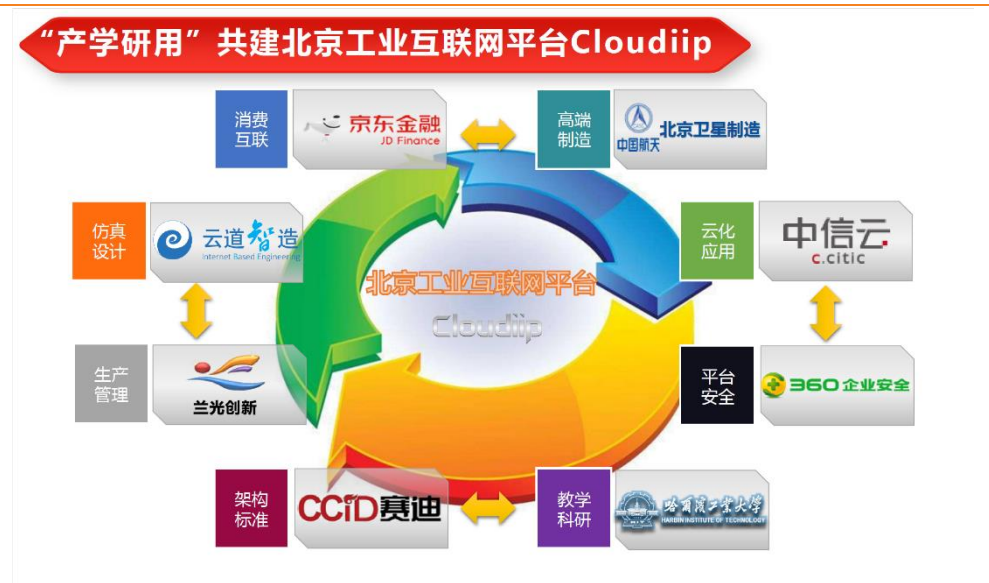 “产学研用”共建北京工业互联网平台Cloudiip
消费
互联
京东金融
JD Finance
高端
制造
中国航天
北京卫星制造
仿真
设计
云道智造
Internet Based Engineering
云化
应用
中信云
c.citic
北京工业互联网平台
Cloudiip
生产
管理
兰光创新
平台
安全
360企业安全
架构
标准
CCID赛迪
教学
科研
哈尔滨工业大学
HARBIN INSTITUTE OF TECHNOLOGY